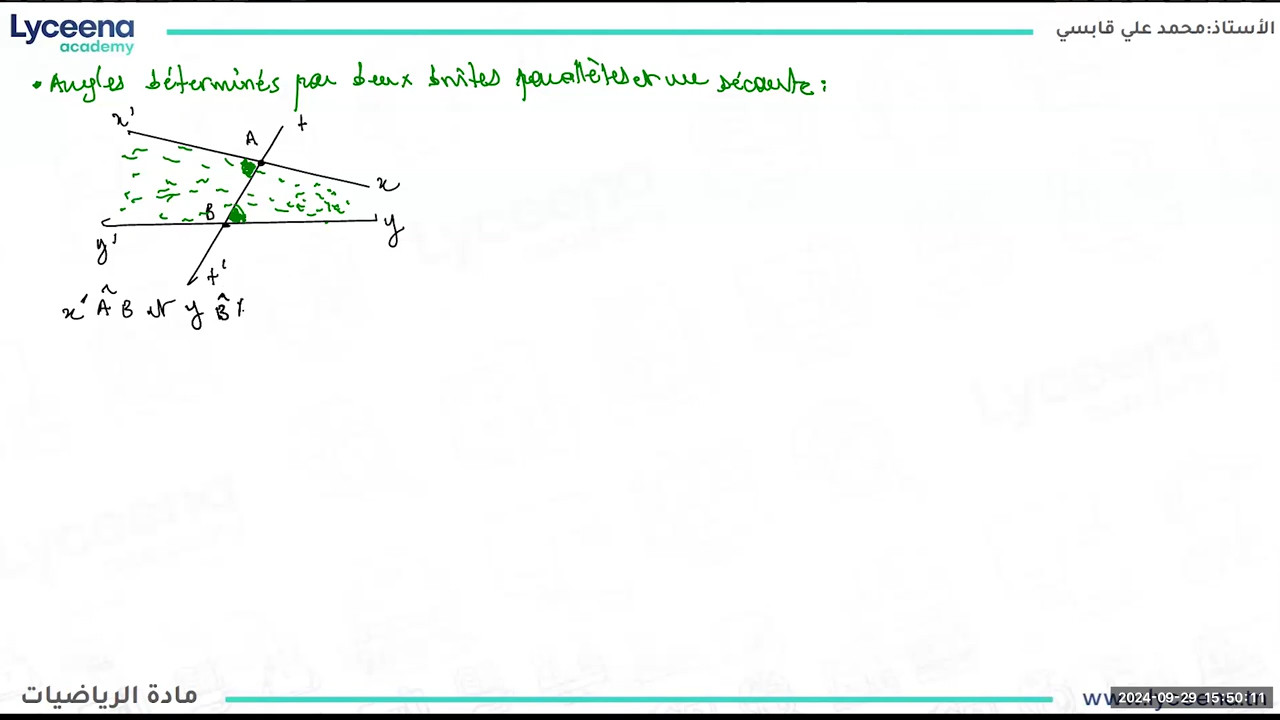 Lyceena
academy
الأستاذ:محمد علي قابسي
• Angles déterminés par deux droites parallèles et une sécante :
x' A t
x
B
y' y
t'
x'ÂB et y B̂
مادة الرياضيات
2024-09-29 15:50:11